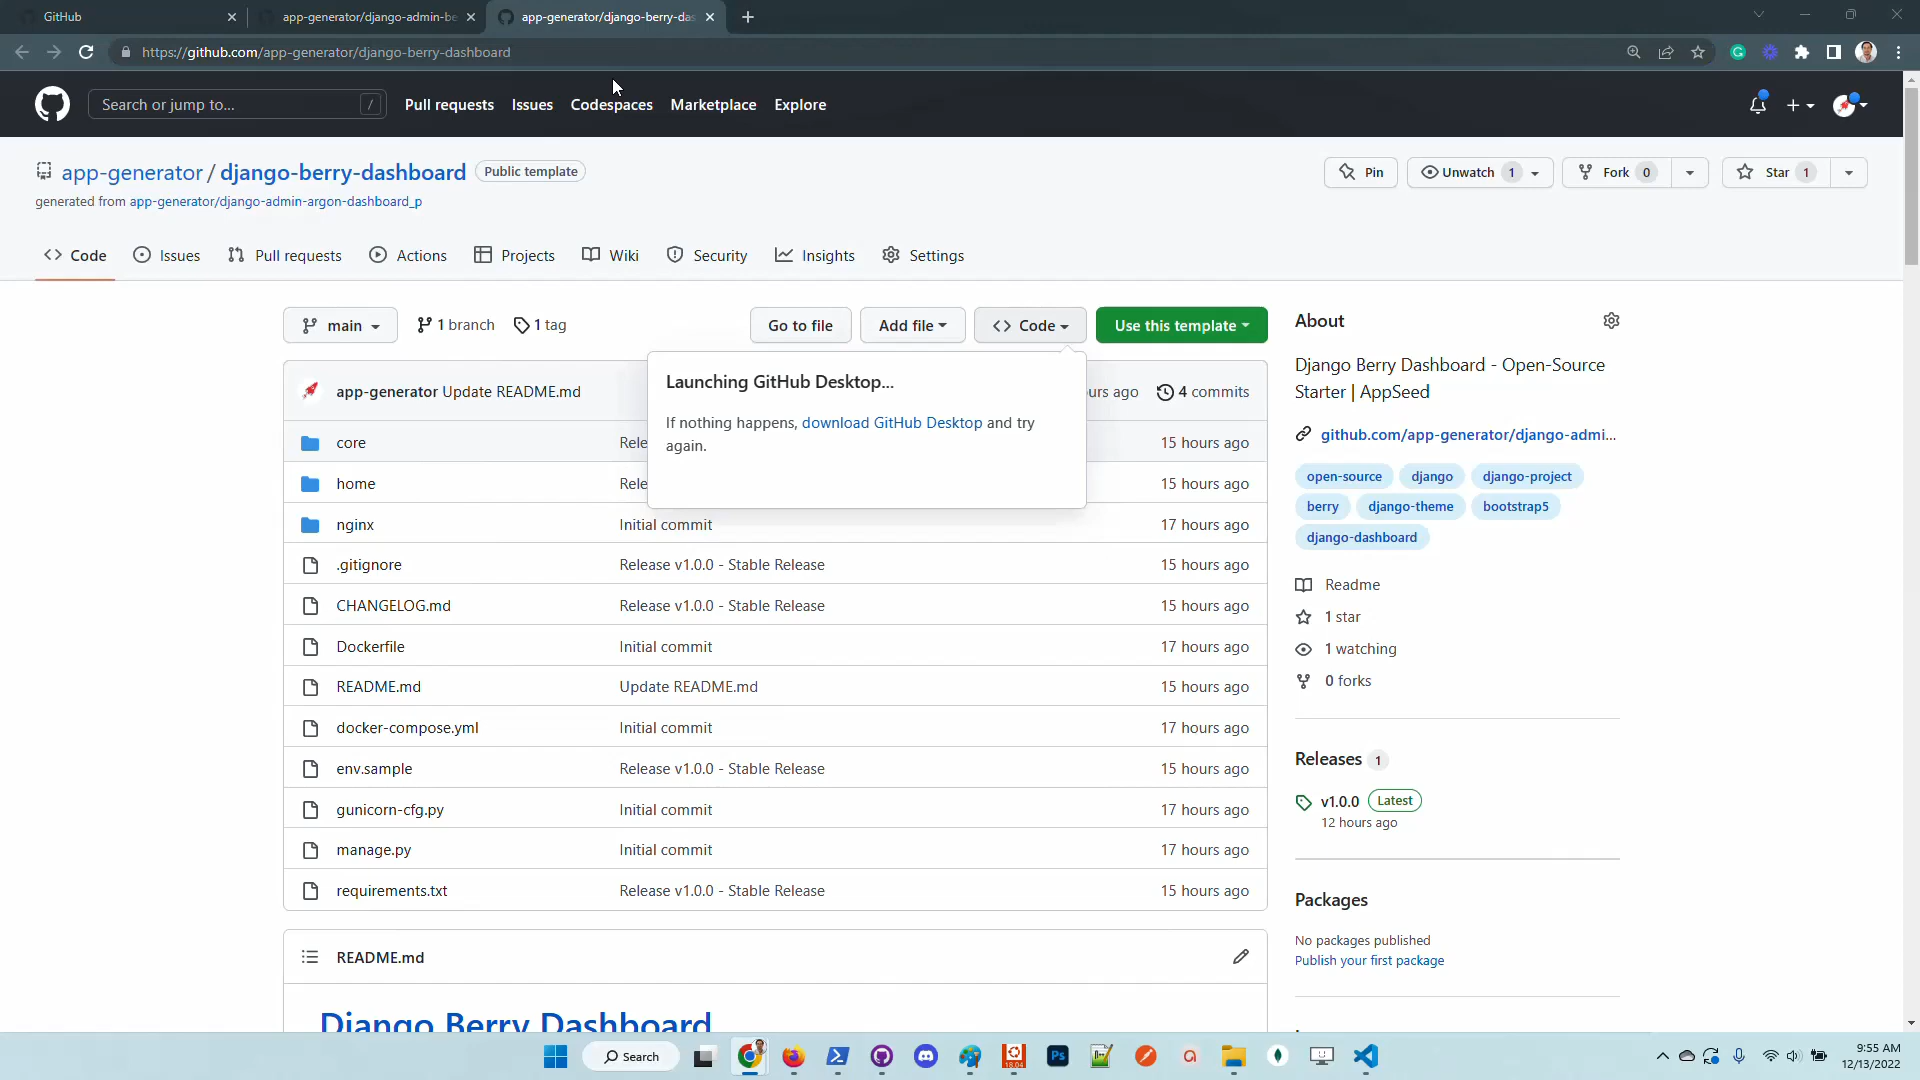 GitHub
app-generator/django-admin-be
app-generator/django-berry-das
https://github.com/app-generator/django-berry-dashboard
Search or jump to...
/
Pull requests
Issues
Codespaces
Marketplace
Explore
app-generator / django-berry-dashboard
Public template
generated from app-generator/django-admin-argon-dashboard_p
Pin
Unwatch 1
Fork 0
Star 1
Code
Issues
Pull requests
Actions
Projects
Wiki
Security
Insights
Settings
main
1 branch
1 tag
Go to file
Add file
Code
Use this template
Launching GitHub Desktop...
If nothing happens, download GitHub Desktop and try
again.
app-generator Update README.md
urs ago
4 commits
core
Rele
15 hours ago
home
Rele
15 hours ago
nginx
Initial commit
17 hours ago
.gitignore
Release v1.0.0 - Stable Release
15 hours ago
CHANGELOG.md
Release v1.0.0 - Stable Release
15 hours ago
Dockerfile
Initial commit
17 hours ago
README.md
Update README.md
15 hours ago
docker-compose.yml
Initial commit
17 hours ago
env.sample
Release v1.0.0 - Stable Release
15 hours ago
gunicorn-cfg.py
Initial commit
17 hours ago
manage.py
Initial commit
17 hours ago
requirements.txt
Release v1.0.0 - Stable Release
15 hours ago
README.md
Django Berry Dashboard
About
Django Berry Dashboard - Open-Source
Starter | AppSeed
github.com/app-generator/django-admi...
open-source
django
django-project
berry
django-theme
bootstrap5
django-dashboard
Readme
1 star
1 watching
0 forks
Releases 1
v1.0.0 Latest
12 hours ago
Packages
No packages published
Publish your first package
Search
18.04
Ps
9:55 AM
12/13/2022